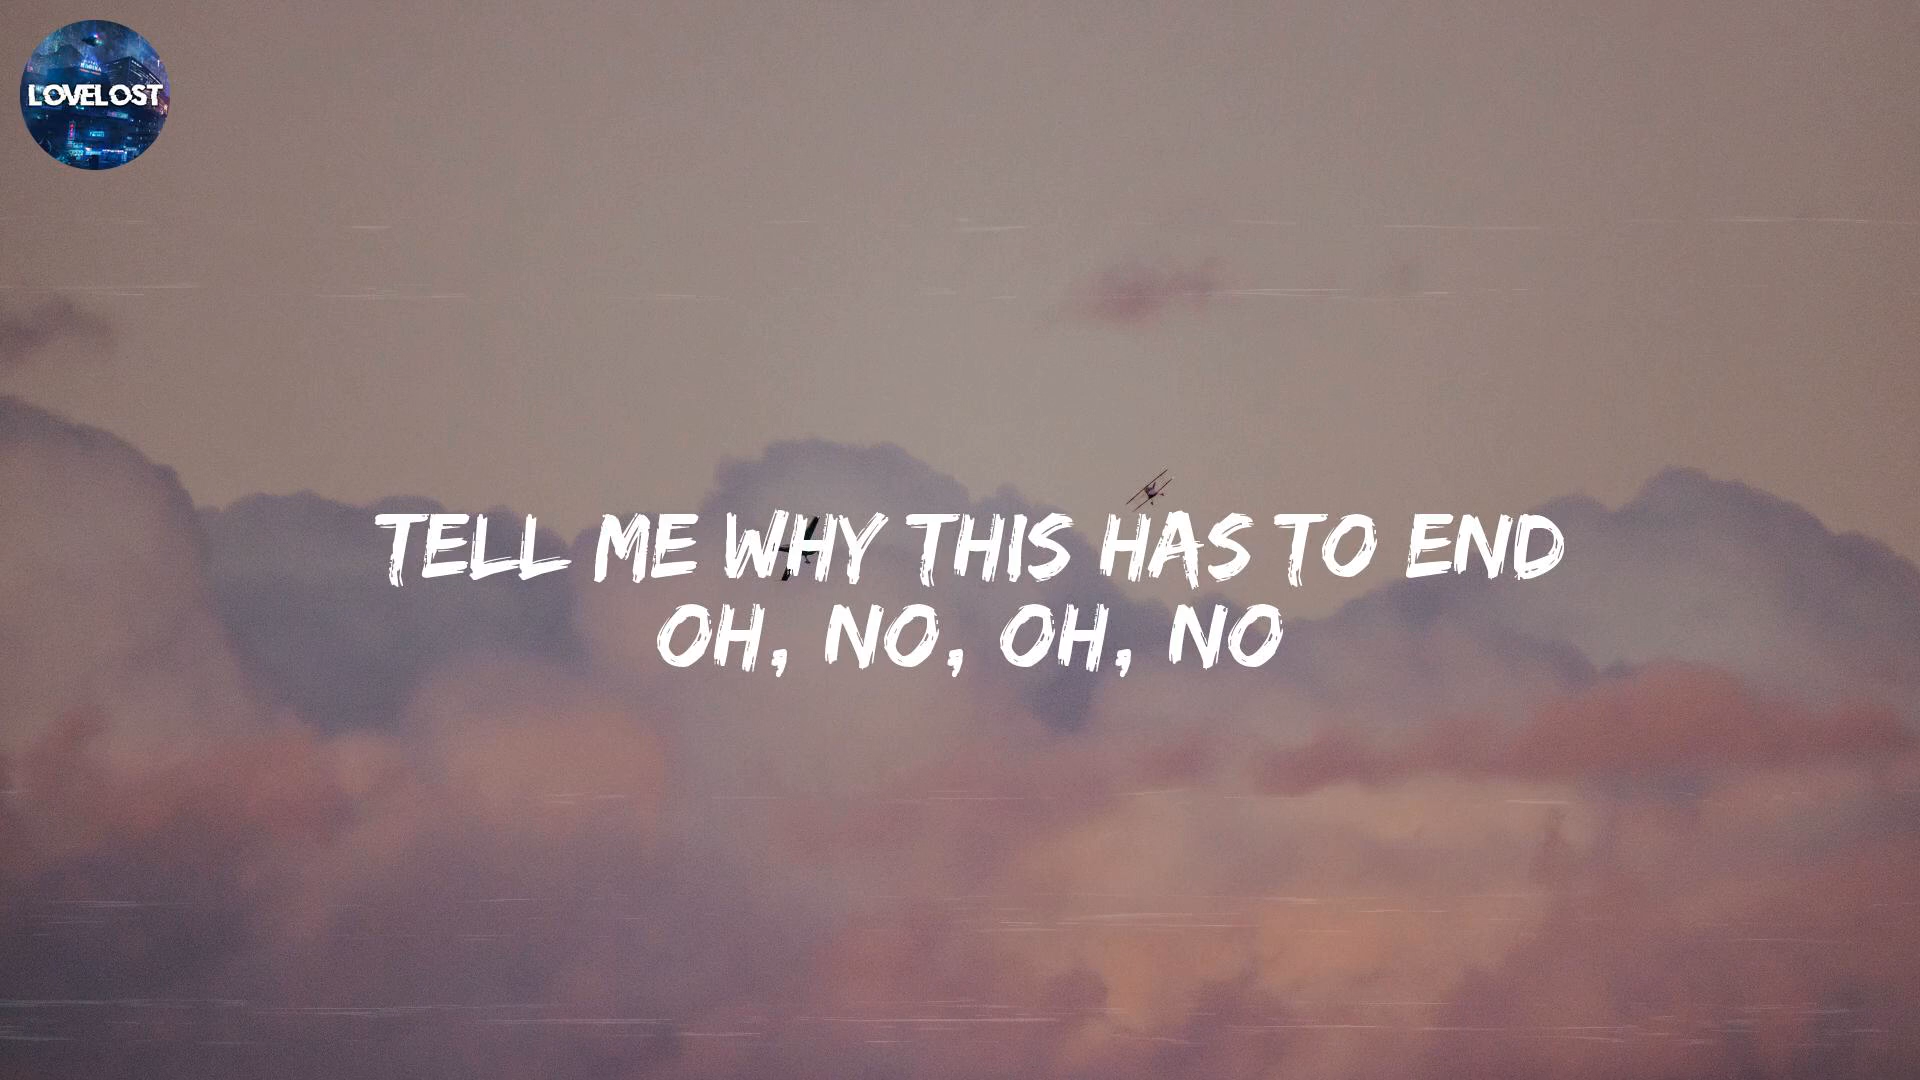 LOVELOST
TELL ME WHY THIS HAS TO END
OH, NO, OH, NO